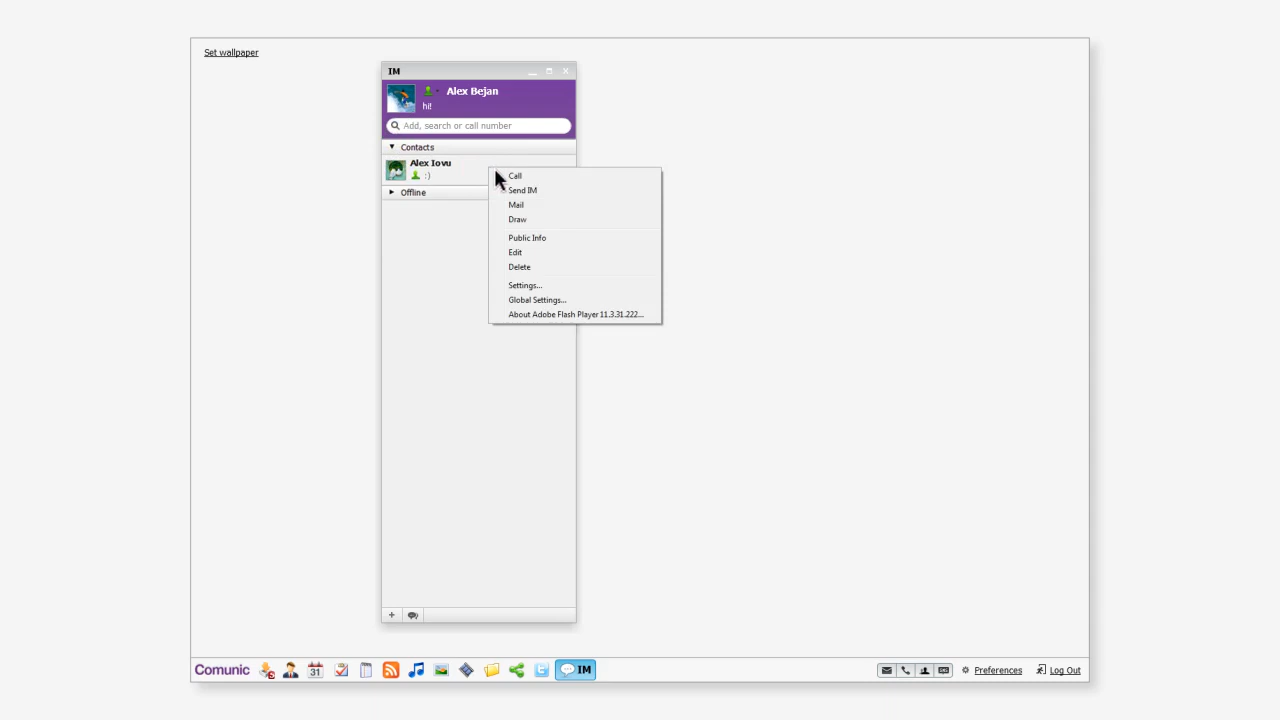 Set wallpaper
IM
Alex Bejan
hi!
Add, search or call number
Contacts
Alex Iovu
:)
Offline
Call
Send IM
Mail
Draw
Public Info
Edit
Delete
Settings...
Global Settings...
About Adobe Flash Player 11.3.31.222...
Comunic
31
IM
Preferences
Log Out